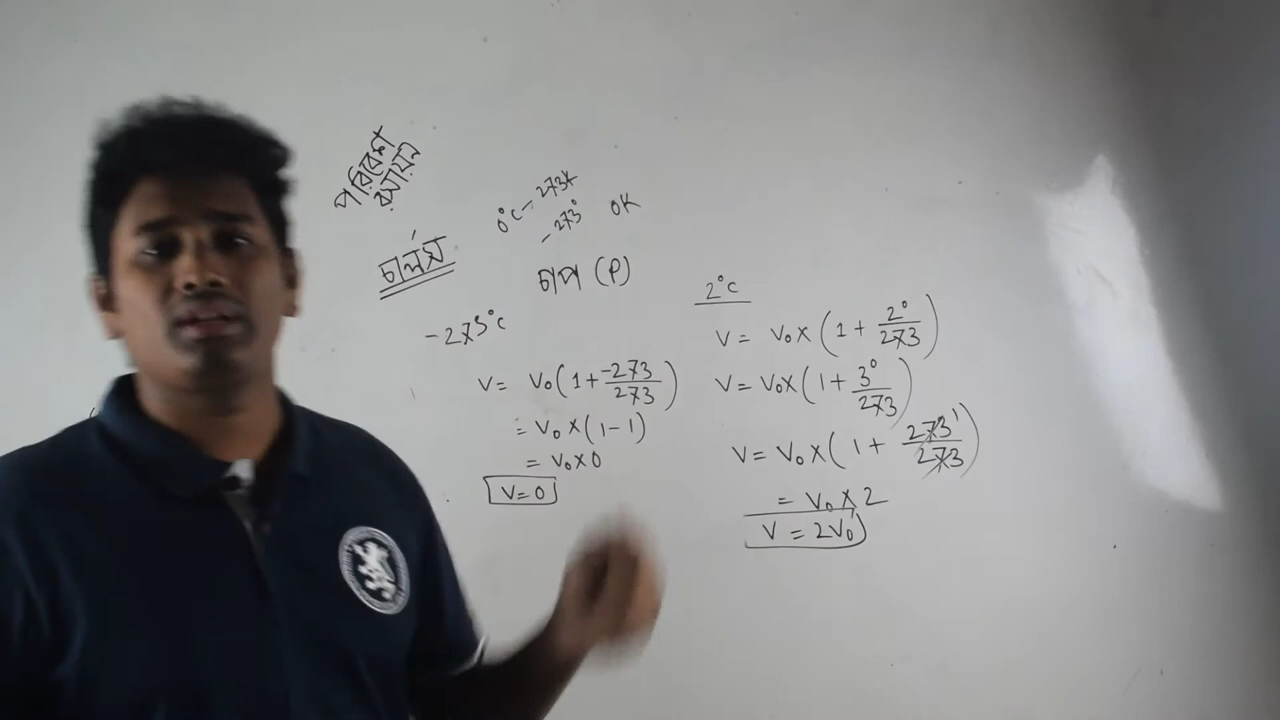 পরিবেশ
রসায়ন
চার্লস
0°C - 273K
- 273° 0K
চাপ (P)
-273°C
V = V₀(1+ -273/273)
= V₀ × (1-1)
= V₀×0
V=0
2°C
V = V₀ × (1 + 2°/273)
V = V₀×(1 + 3°/273)
V = V₀ × (1 + 273¹/273)
= V₀ × 2
V = 2V₀